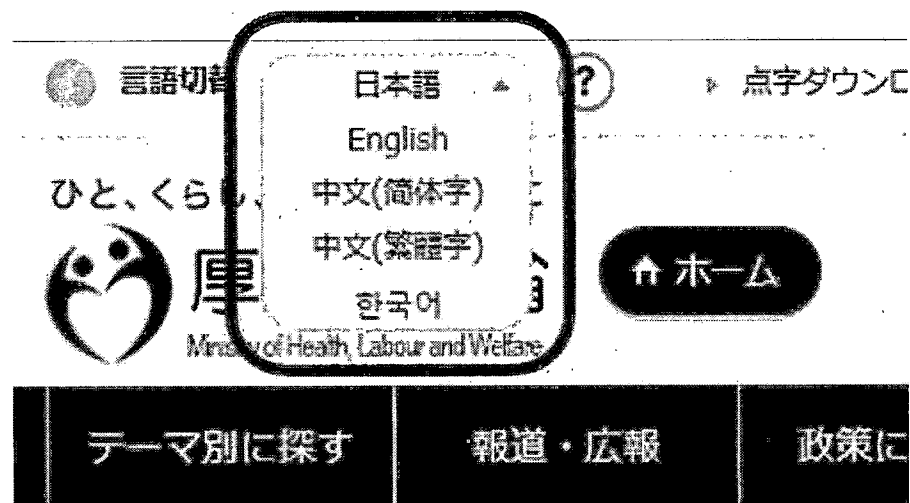 言語切替
日本語 ▲
?
点字ダウンロ
English
ひと、くらし、
中文(简体字)
中文(繁體字)
한국어
厚
ホーム
Ministry of Health, Labour and Welfare
テーマ別に探す
報道・広報
政策に